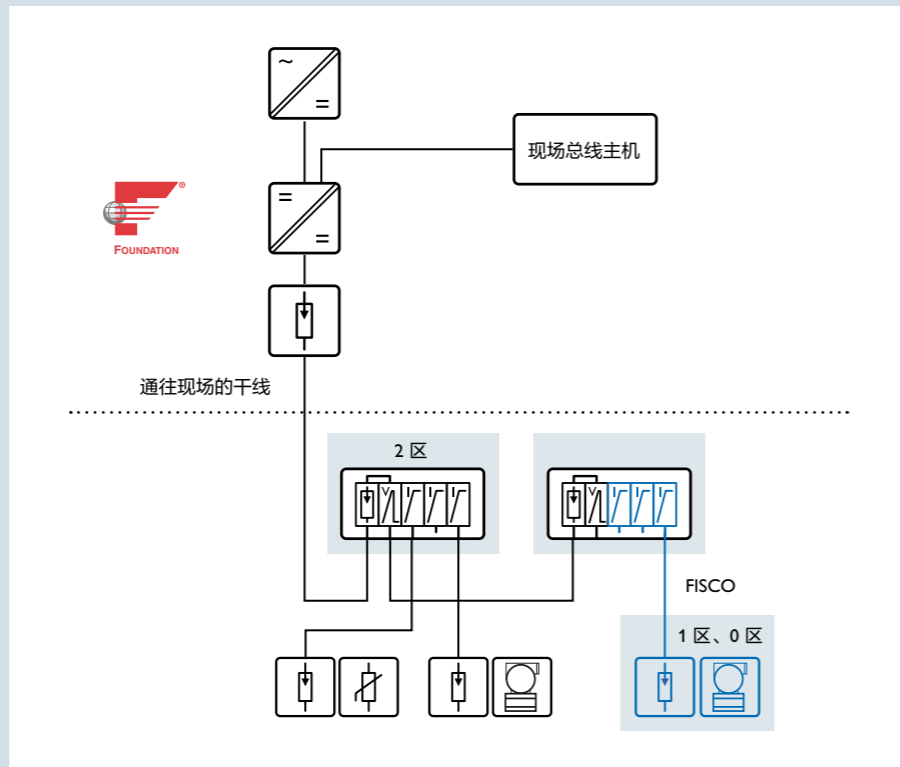 ~
=
现场总线主机
=
=
®
FOUNDATION
通往现场的干线
2 区
FISCO
1 区、0 区